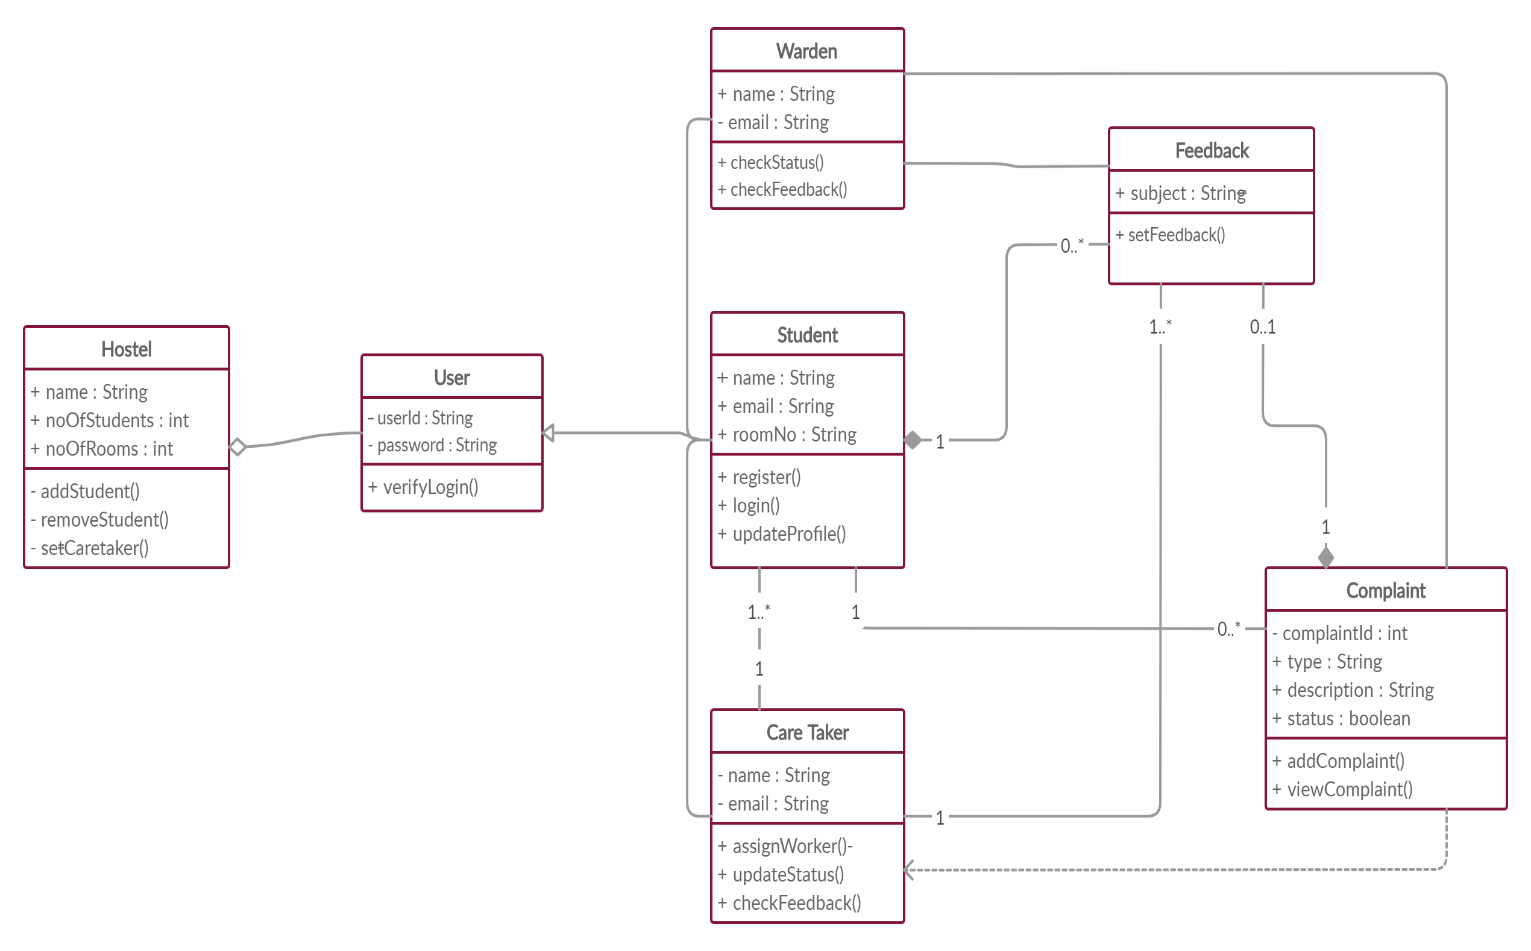 Warden
+ name : String
- email : String
+ checkStatus()
+ checkFeedback()
Feedback
+ subject : String
+ setFeedback()
0..*
1..*
0..1
Hostel
+ name : String
+ noOfStudents : int
+ noOfRooms : int
- addStudent()
- removeStudent()
- setCaretaker()
User
- userId : String
- password : String
+ verifyLogin()
Student
+ name : String
+ email : Srring
+ roomNo : String
+ register()
+ login()
+ updateProfile()
1
1..*
1
1
0..*
1
Care Taker
- name : String
- email : String
+ assignWorker()-
+ updateStatus()
+ checkFeedback()
1
Complaint
- complaintId : int
+ type : String
+ description : String
+ status : boolean
+ addComplaint()
+ viewComplaint()